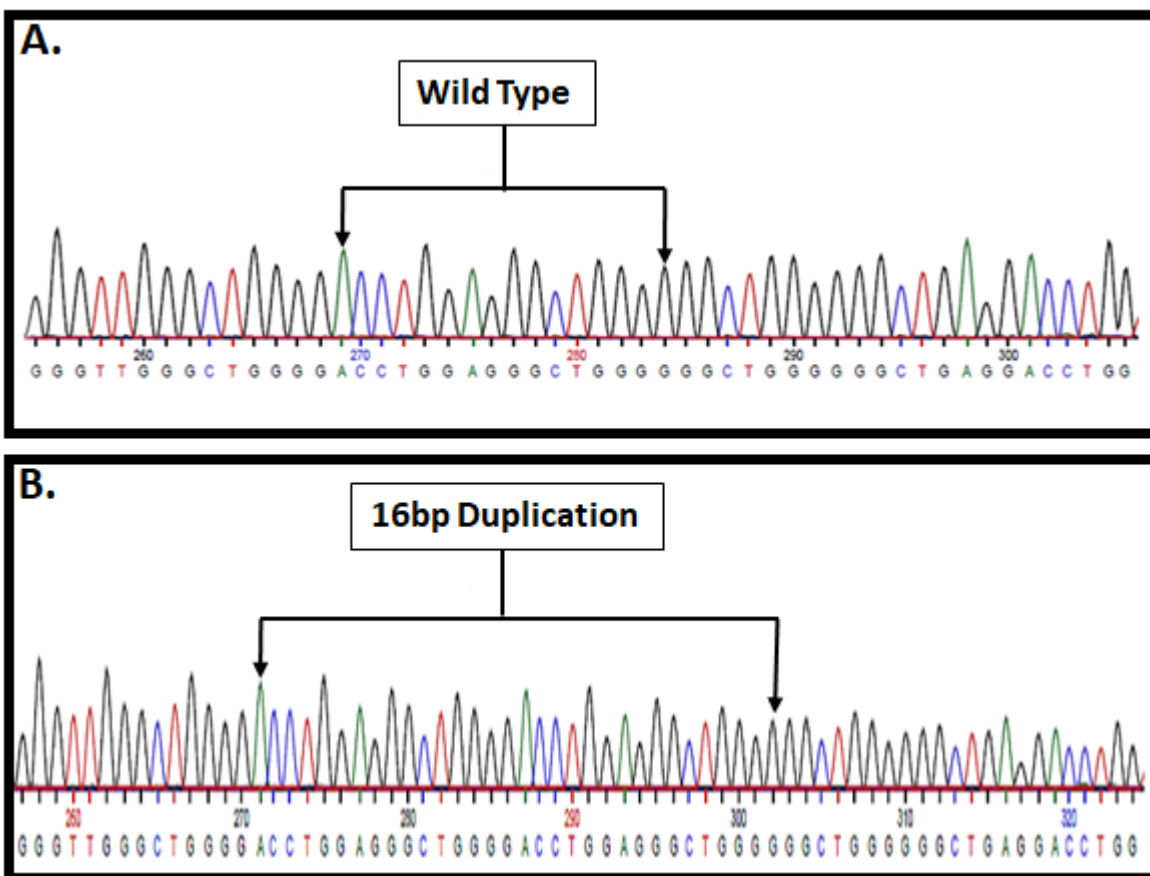 A.
Wild Type
260 270 280 290 300
G G G T T G G G C T G G G G A C C T G G A G G G C T G G G G G G C T G G G G G G C T G A G G A C C T G G
B.
16bp Duplication
260 270 280 290 300 310 320
G G G T T G G G C T G G G G A C C T G G A G G G C T G G G G A C C T G G A G G G C T G G G G G G C T G G G G G G C T G A G G A C C T G G